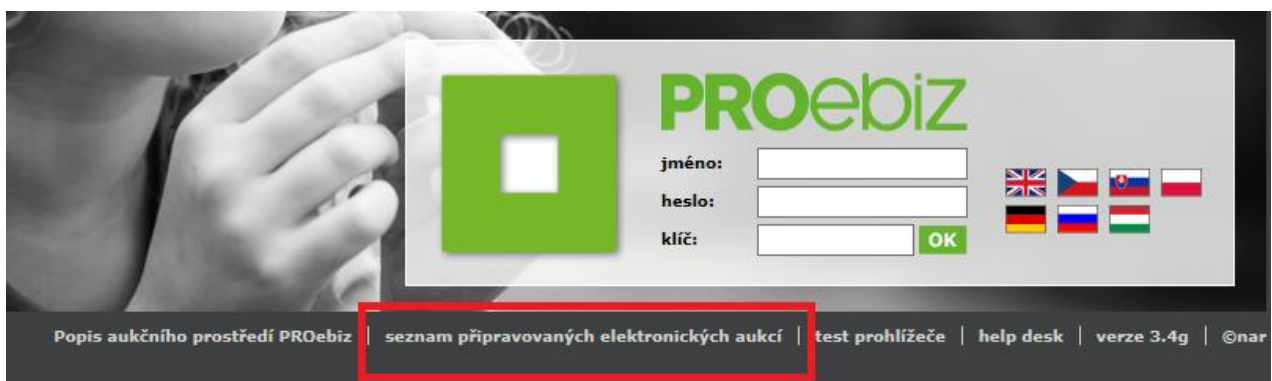 PROebiz
jméno:
heslo:
klíč: OK
Popis aukčního prostředí PROebiz | seznam připravovaných elektronických aukcí | test prohlížeče | help desk | verze 3.4g | ©nar